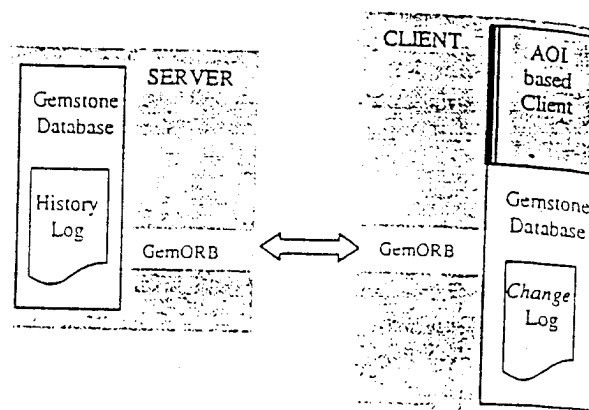 SERVER
Gemstone
Database
History
Log
GemORB
CLIENT
AOI
based
Client
Gemstone
Database
GemORB
Change
Log